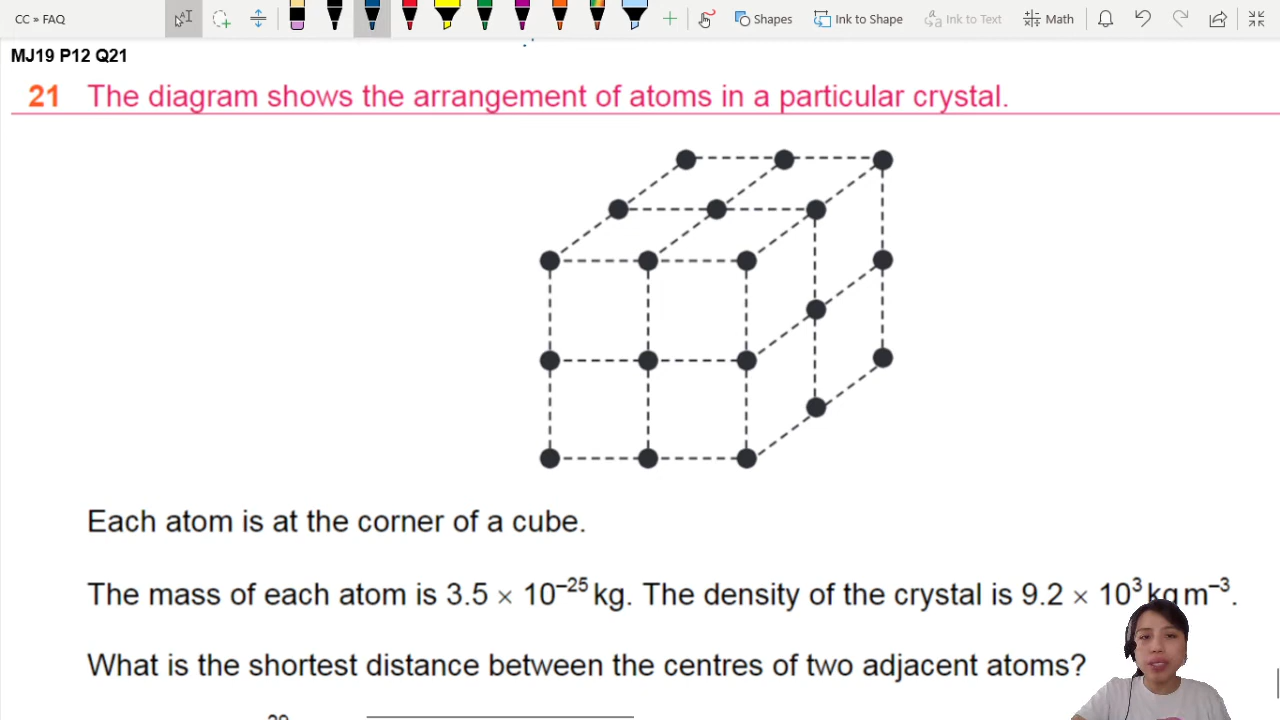 CC » FAQ
Shapes
Ink to Shape
Ink to Text
Math
MJ19 P12 Q21
21 The diagram shows the arrangement of atoms in a particular crystal.
Each atom is at the corner of a cube.
The mass of each atom is 3.5 × 10⁻²⁵ kg. The density of the crystal is 9.2 × 10³ kg m⁻³.
What is the shortest distance between the centres of two adjacent atoms?